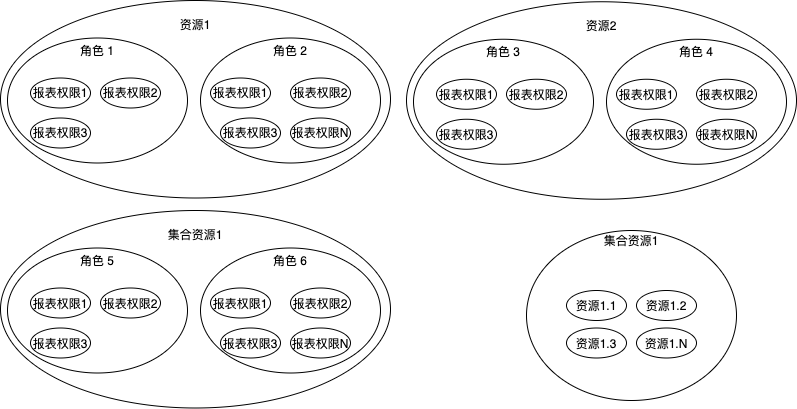 资源1
角色 1
角色 2
报表权限1
报表权限2
报表权限1
报表权限2
报表权限3
报表权限3
报表权限N
资源2
角色 3
角色 4
报表权限1
报表权限2
报表权限1
报表权限2
报表权限3
报表权限3
报表权限N
集合资源1
角色 5
角色 6
报表权限1
报表权限2
报表权限1
报表权限2
报表权限3
报表权限3
报表权限N
集合资源1
资源1.1
资源1.2
资源1.3
资源1.N